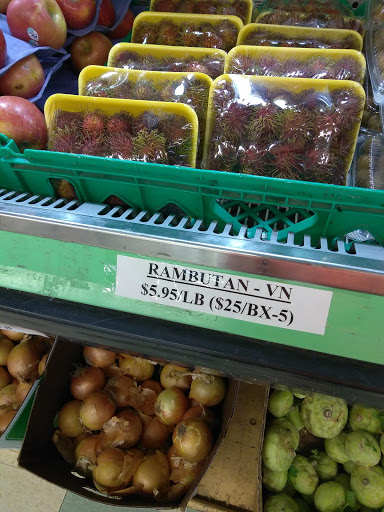 RAMBUTAN - VN
$5.95/LB ($25/BX-5)